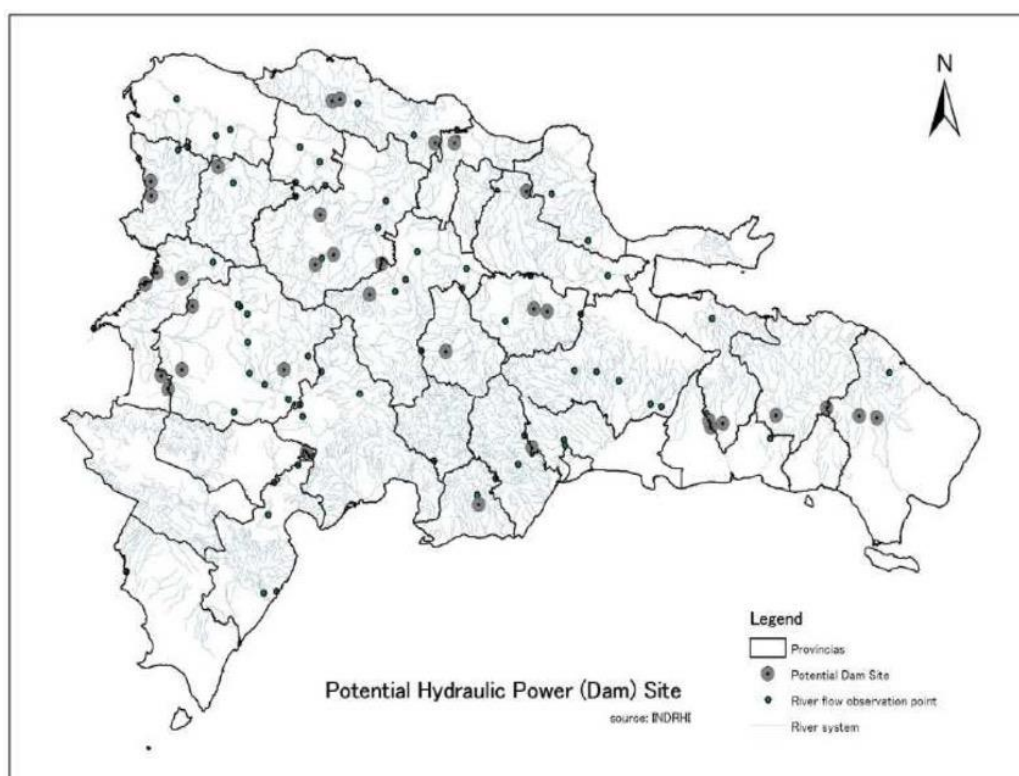 N
Legend
Provincias
Potential Dam Site
River flow observation point
River system
Potential Hydraulic Power (Dam) Site
source: INDRHI